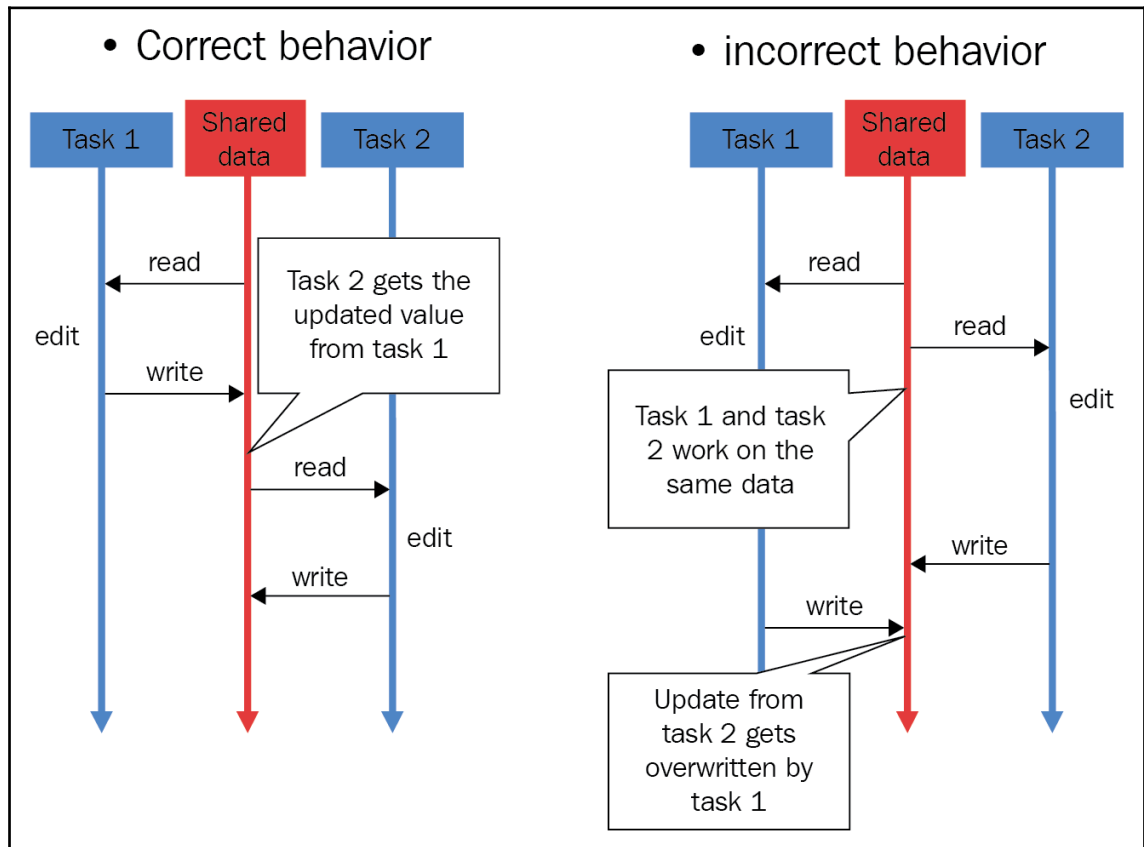 • Correct behavior
Task 1
Shared
data
Task 2
read
Task 2 gets the
updated value
from task 1
edit
write
read
edit
write
• incorrect behavior
Task 1
Shared
data
Task 2
read
read
edit
Task 1 and task
2 work on the
same data
edit
write
write
Update from
task 2 gets
overwritten by
task 1